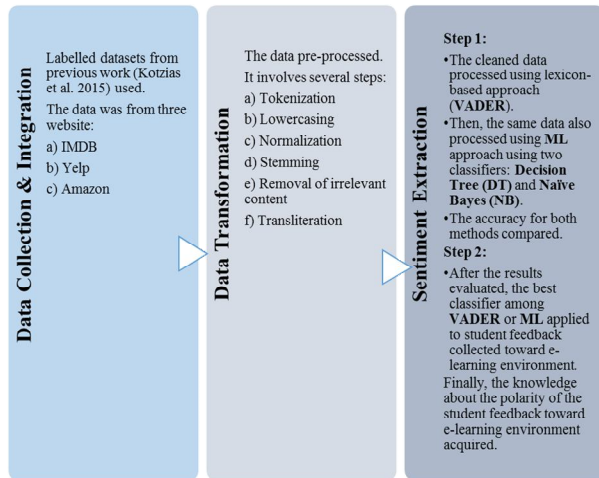 Data Collection & Integration
Labelled datasets from
previous work (Kotzias
et al. 2015) used.
The data was from three
website:
a) IMDB
b) Yelp
c) Amazon
Data Transformation
The data pre-processed.
It involves several steps:
a) Tokenization
b) Lowercasing
c) Normalization
d) Stemming
e) Removal of irrelevant
content
f) Transliteration
Sentiment Extraction
Step 1:
•The cleaned data
processed using lexicon-
based approach
(VADER).
•Then, the same data also
processed using ML
approach using two
classifiers: Decision
Tree (DT) and Naïve
Bayes (NB).
•The accuracy for both
methods compared.
Step 2:
•After the results
evaluated, the best
classifier among
VADER or ML applied
to student feedback
collected toward e-
learning environment.
Finally, the knowledge
about the polarity of the
student feedback toward
e-learning environment
acquired.